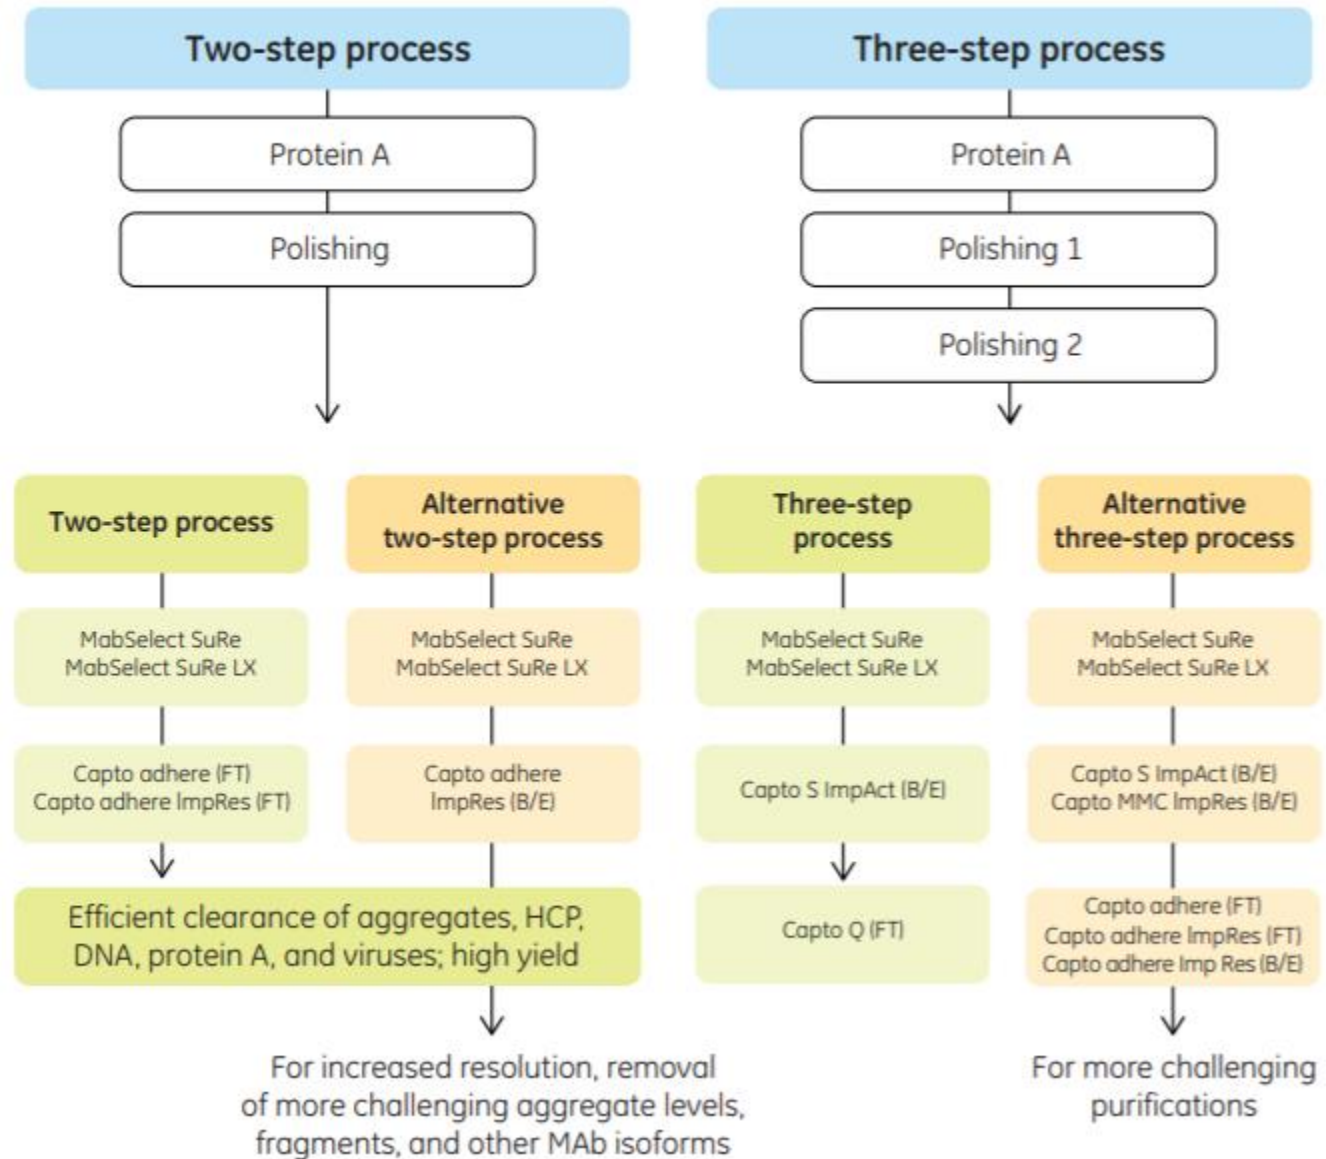 Two-step process
Protein A
Polishing
Three-step process
Protein A
Polishing 1
Polishing 2
Two-step process
MabSelect SuRe
MabSelect SuRe LX
Capto adhere (FT)
Capto adhere ImpRes (FT)
Alternative
two-step process
MabSelect SuRe
MabSelect SuRe LX
Capto adhere
ImpRes (B/E)
Efficient clearance of aggregates, HCP,
DNA, protein A, and viruses; high yield
For increased resolution, removal
of more challenging aggregate levels,
fragments, and other MAb isoforms
Three-step
process
MabSelect SuRe
MabSelect SuRe LX
Capto S ImpAct (B/E)
Capto Q (FT)
Alternative
three-step process
MabSelect SuRe
MabSelect SuRe LX
Capto S ImpAct (B/E)
Capto MMC ImpRes (B/E)
Capto adhere (FT)
Capto adhere ImpRes (FT)
Capto adhere Imp Res (B/E)
For more challenging
purifications